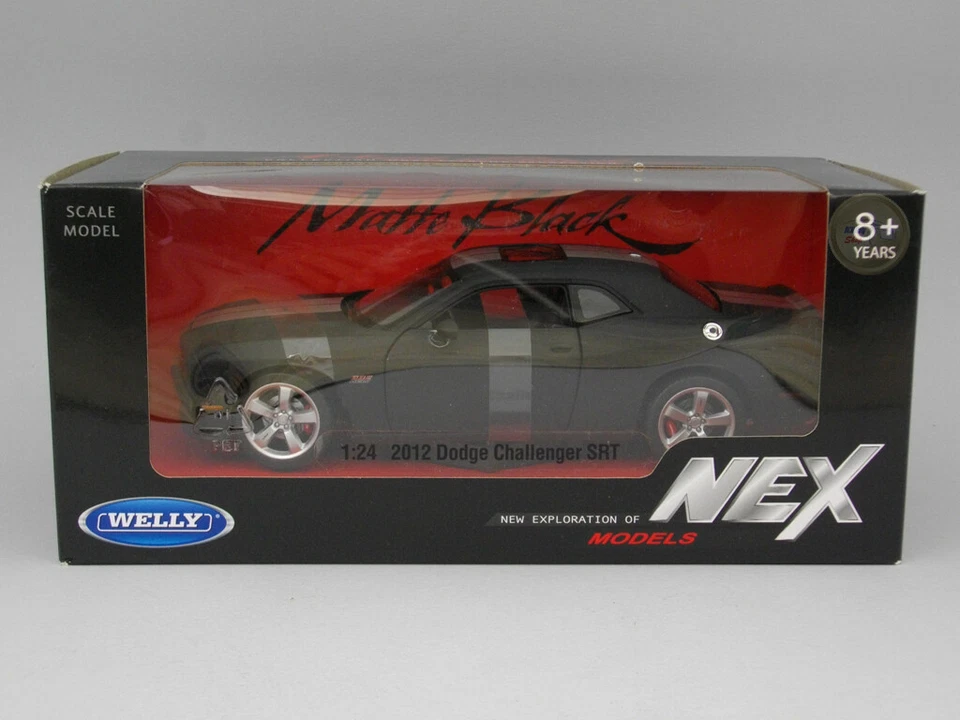 SCALE
MODEL
Matte Black
8+
YEARS
1:24 2012 Dodge Challenger SRT
WELLY
NEW EXPLORATION OF NEX
MODELS